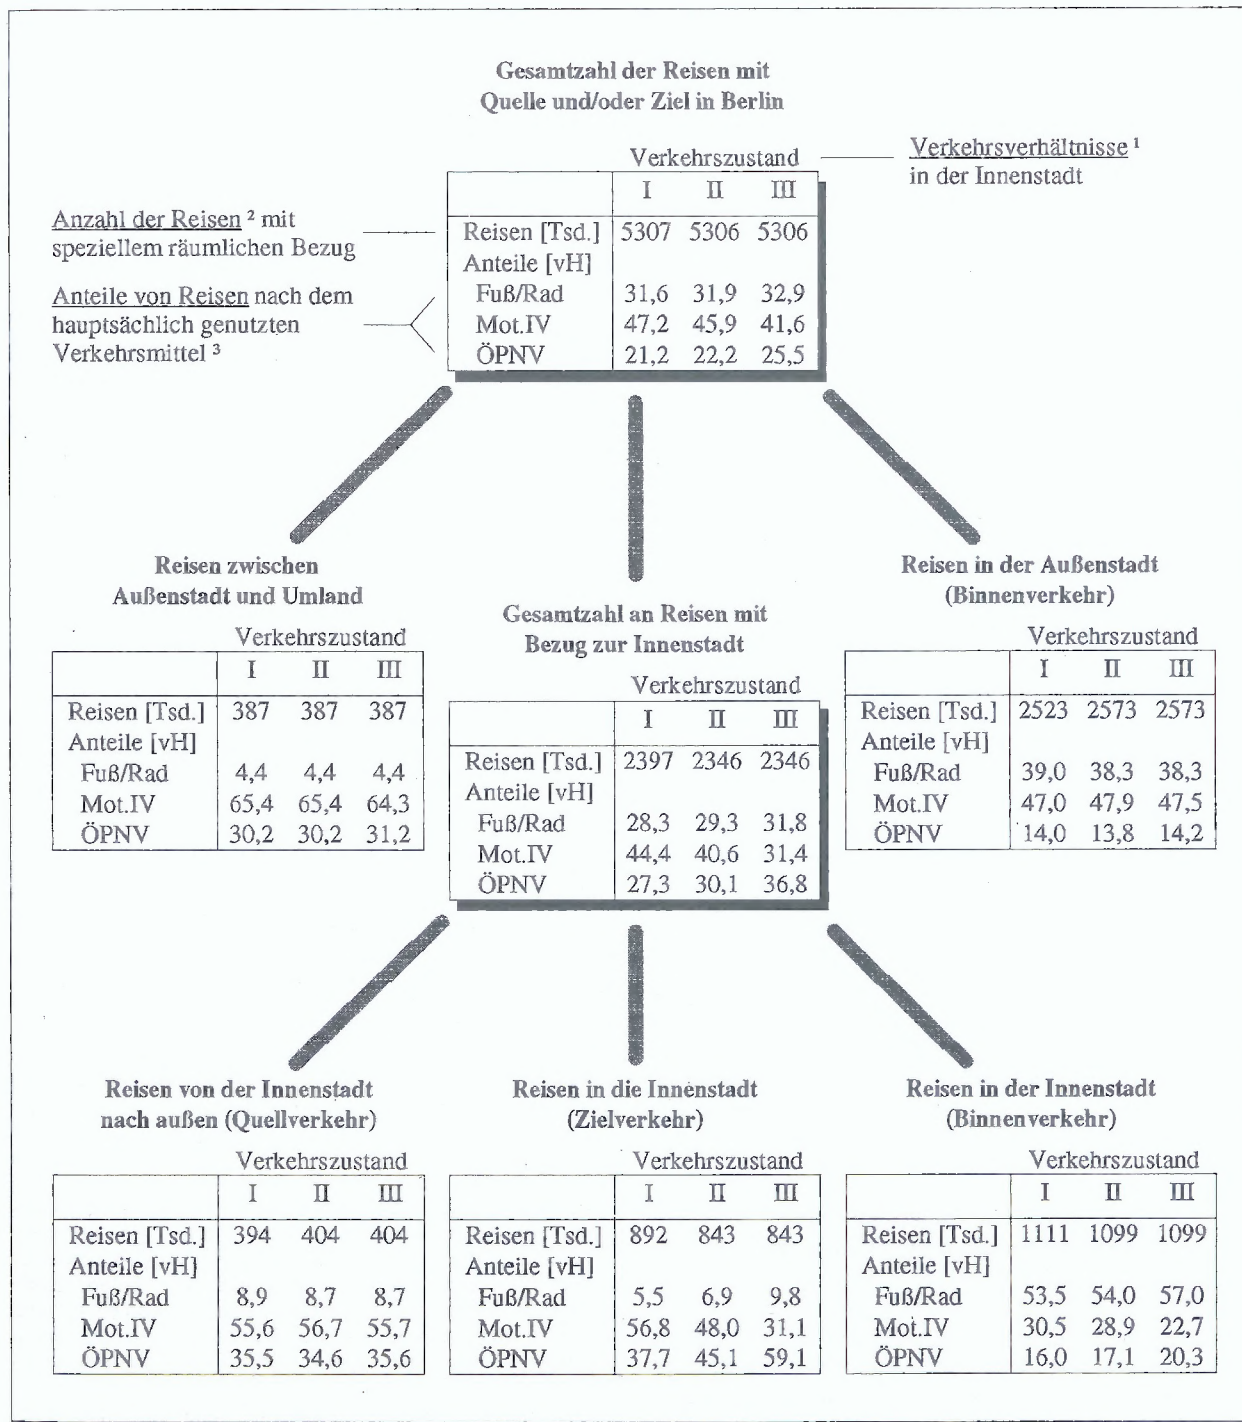 Gesamtzahl der Reisen mit
Quelle und/oder Ziel in Berlin
Verkehrszustand
Verkehrsverhältnisse ¹
in der Innenstadt
I II III
Anzahl der Reisen ² mit
speziellem räumlichen Bezug
Reisen [Tsd.] 5307 5306 5306
Anteile [vH]
Anteile von Reisen nach dem
hauptsächlich genutzten
Verkehrsmittel ³
Fuß/Rad 31,6 31,9 32,9
Mot.IV 47,2 45,9 41,6
ÖPNV 21,2 22,2 25,5
Reisen zwischen
Außenstadt und Umland
Verkehrszustand
I II III
Reisen [Tsd.] 387 387 387
Anteile [vH]
Fuß/Rad 4,4 4,4 4,4
Mot.IV 65,4 65,4 64,3
ÖPNV 30,2 30,2 31,2
Gesamtzahl an Reisen mit
Bezug zur Innenstadt
Verkehrszustand
I II III
Reisen [Tsd.] 2397 2346 2346
Anteile [vH]
Fuß/Rad 28,3 29,3 31,8
Mot.IV 44,4 40,6 31,4
ÖPNV 27,3 30,1 36,8
Reisen in der Außenstadt
(Binnenverkehr)
Verkehrszustand
I II III
Reisen [Tsd.] 2523 2573 2573
Anteile [vH]
Fuß/Rad 39,0 38,3 38,3
Mot.IV 47,0 47,9 47,5
ÖPNV 14,0 13,8 14,2
Reisen von der Innenstadt
nach außen (Quellverkehr)
Verkehrszustand
I II III
Reisen [Tsd.] 394 404 404
Anteile [vH]
Fuß/Rad 8,9 8,7 8,7
Mot.IV 55,6 56,7 55,7
ÖPNV 35,5 34,6 35,6
Reisen in die Innenstadt
(Zielverkehr)
Verkehrszustand
I II III
Reisen [Tsd.] 892 843 843
Anteile [vH]
Fuß/Rad 5,5 6,9 9,8
Mot.IV 56,8 48,0 31,1
ÖPNV 37,7 45,1 59,1
Reisen in der Innenstadt
(Binnenverkehr)
Verkehrszustand
I II III
Reisen [Tsd.] 1111 1099 1099
Anteile [vH]
Fuß/Rad 53,5 54,0 57,0
Mot.IV 30,5 28,9 22,7
ÖPNV 16,0 17,1 20,3